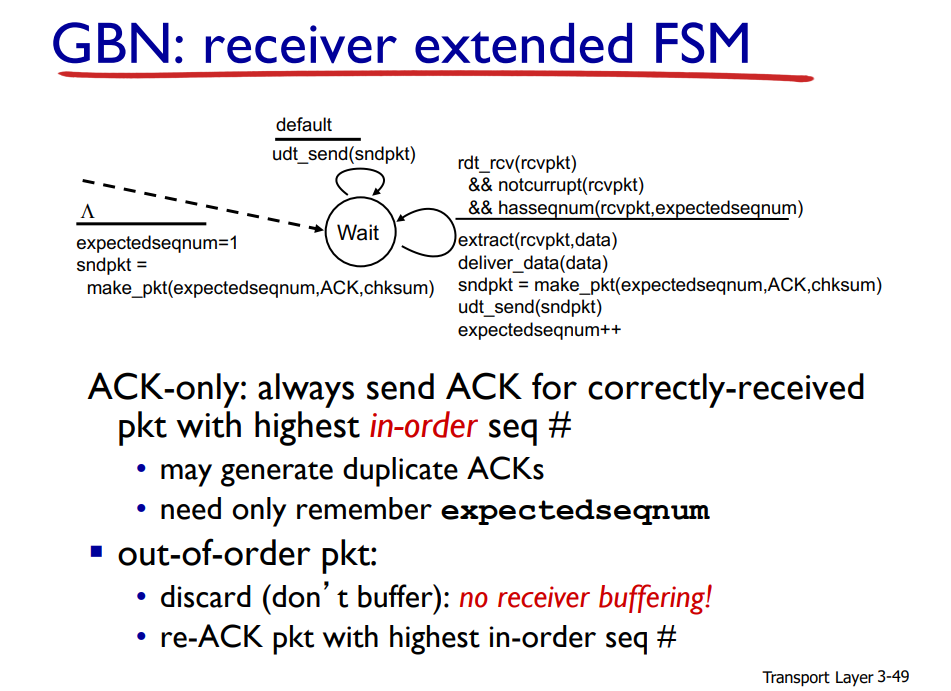 GBN: receiver extended FSM
default
udt_send(sndpkt)
rdt_rcv(rcvpkt)
&& notcurrupt(rcvpkt)
&& hasseqnum(rcvpkt,expectedseqnum)
Λ
expectedseqnum=1
sndpkt =
make_pkt(expectedseqnum,ACK,chksum)
Wait
extract(rcvpkt,data)
deliver_data(data)
sndpkt = make_pkt(expectedseqnum,ACK,chksum)
udt_send(sndpkt)
expectedseqnum++
ACK-only: always send ACK for correctly-received
pkt with highest in-order seq #
• may generate duplicate ACKs
• need only remember expectedseqnum
▪ out-of-order pkt:
• discard (don’t buffer): no receiver buffering!
• re-ACK pkt with highest in-order seq #
Transport Layer 3-49